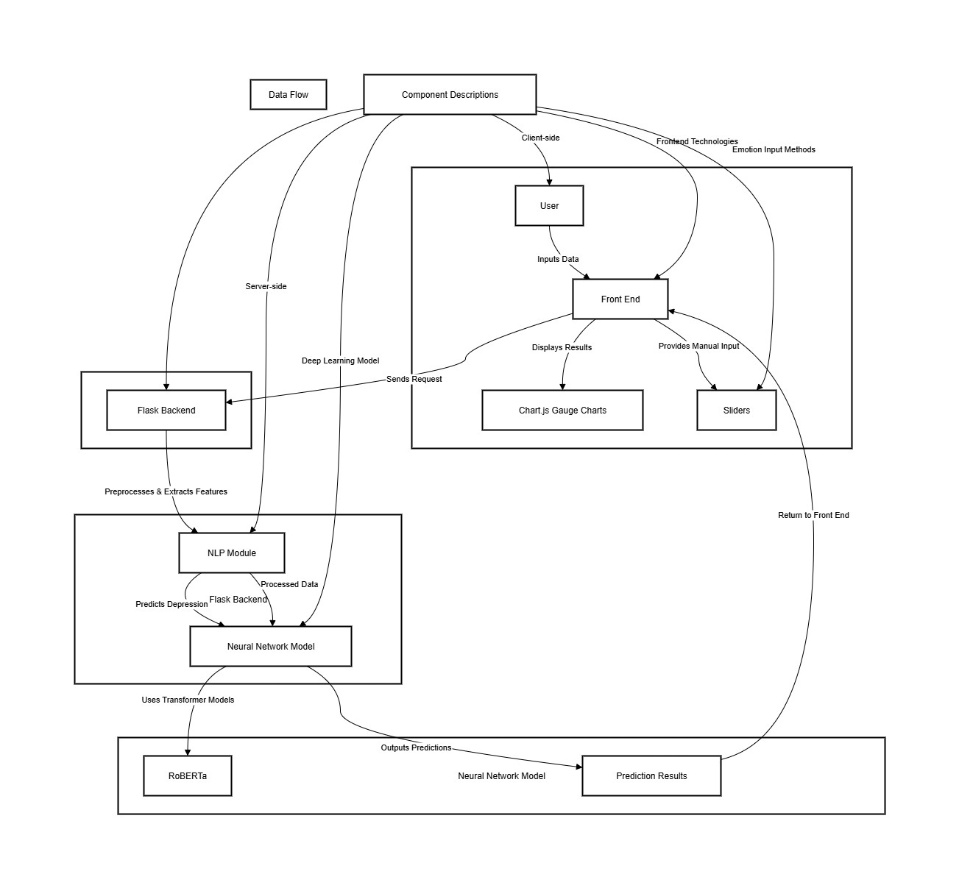 Data Flow
Component Descriptions
Client-side
Frontend Technologies
Emotion Input Methods
User
Inputs Data
Server-side
Front End
Displays Results
Provides Manual Input
Deep Learning Model
Sends Request
Flask Backend
Chart.js Gauge Charts
Sliders
Preprocesses & Extracts Features
Return to Front End
NLP Module
Processed Data
Predicts Depression
Flask Backend
Neural Network Model
Uses Transformer Models
Outputs Predictions
RoBERTa
Neural Network Model
Prediction Results